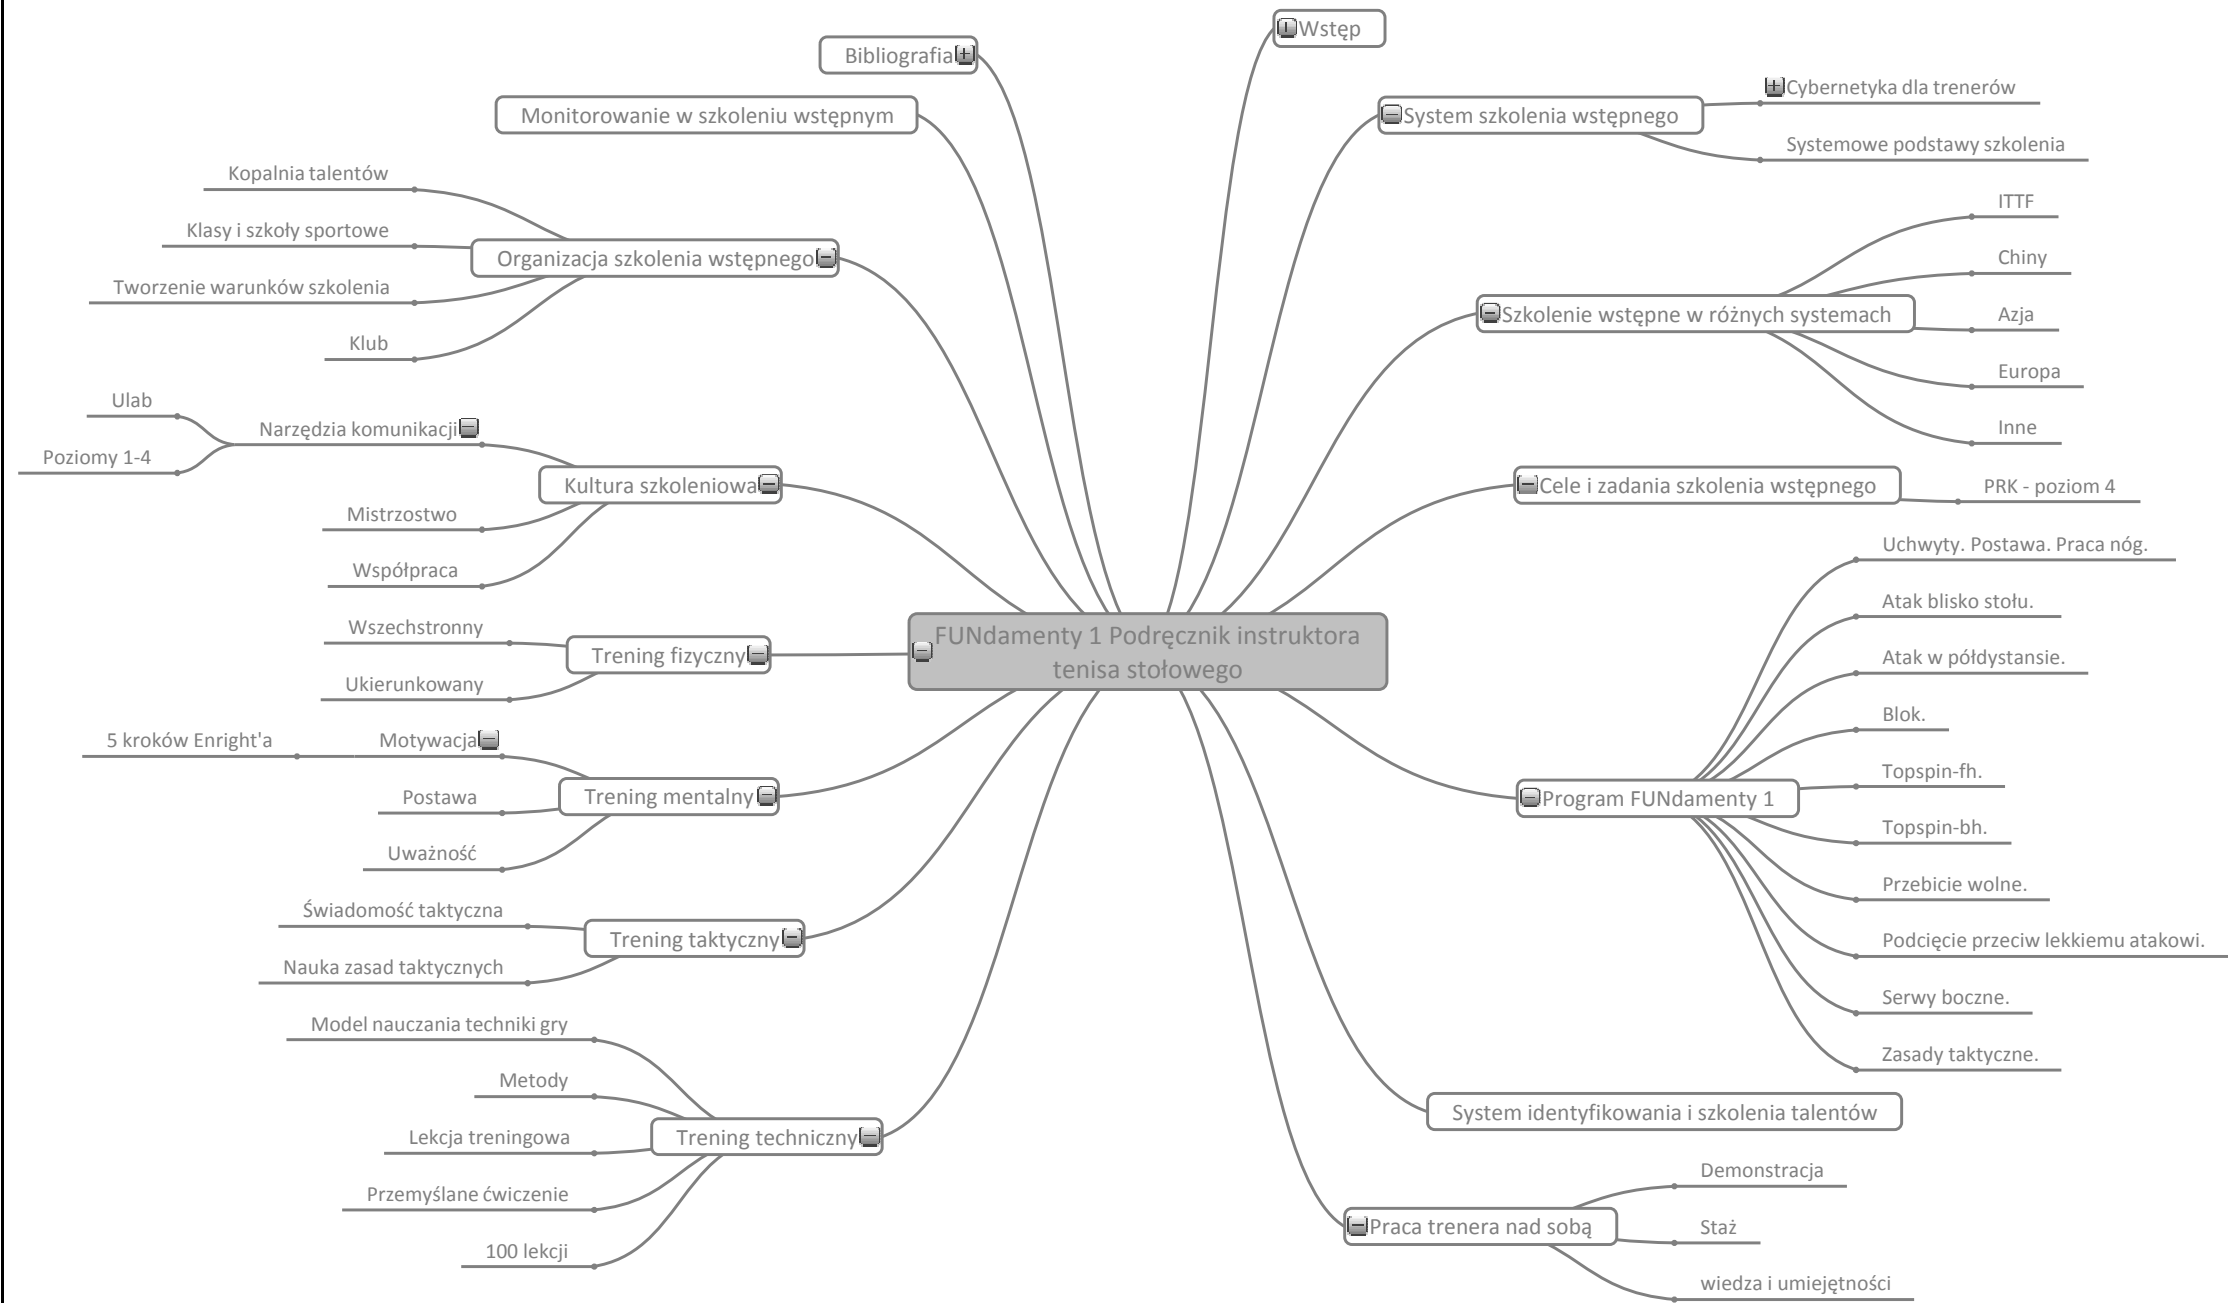 FUNdamenty 1 Podręcznik instruktora
tenisa stołowego
Wstęp
System szkolenia wstępnego
Cybernetyka dla trenerów
Systemowe podstawy szkolenia
Szkolenie wstępne w różnych systemach
ITTF
Chiny
Azja
Europa
Inne
Cele i zadania szkolenia wstępnego
PRK - poziom 4
Program FUNdamenty 1
Uchwyty. Postawa. Praca nóg.
Atak blisko stołu.
Atak w półdystansie.
Blok.
Topspin-fh.
Topspin-bh.
Przebicie wolne.
Podcięcie przeciw lekkiemu atakowi.
Serwy boczne.
Zasady taktyczne.
System identyfikowania i szkolenia talentów
Praca trenera nad sobą
Demonstracja
Staż
wiedza i umiejętności
Bibliografia
Monitorowanie w szkoleniu wstępnym
Organizacja szkolenia wstępnego
Kopalnia talentów
Klasy i szkoły sportowe
Tworzenie warunków szkolenia
Klub
Kultura szkoleniowa
Narzędzia komunikacji
Ulab
Poziomy 1-4
Mistrzostwo
Współpraca
Trening fizyczny
Wszechstronny
Ukierunkowany
Trening mentalny
Motywacja
5 kroków Enright'a
Postawa
Uważność
Trening taktyczny
Świadomość taktyczna
Nauka zasad taktycznych
Trening techniczny
Model nauczania techniki gry
Metody
Lekcja treningowa
Przemyślane ćwiczenie
100 lekcji